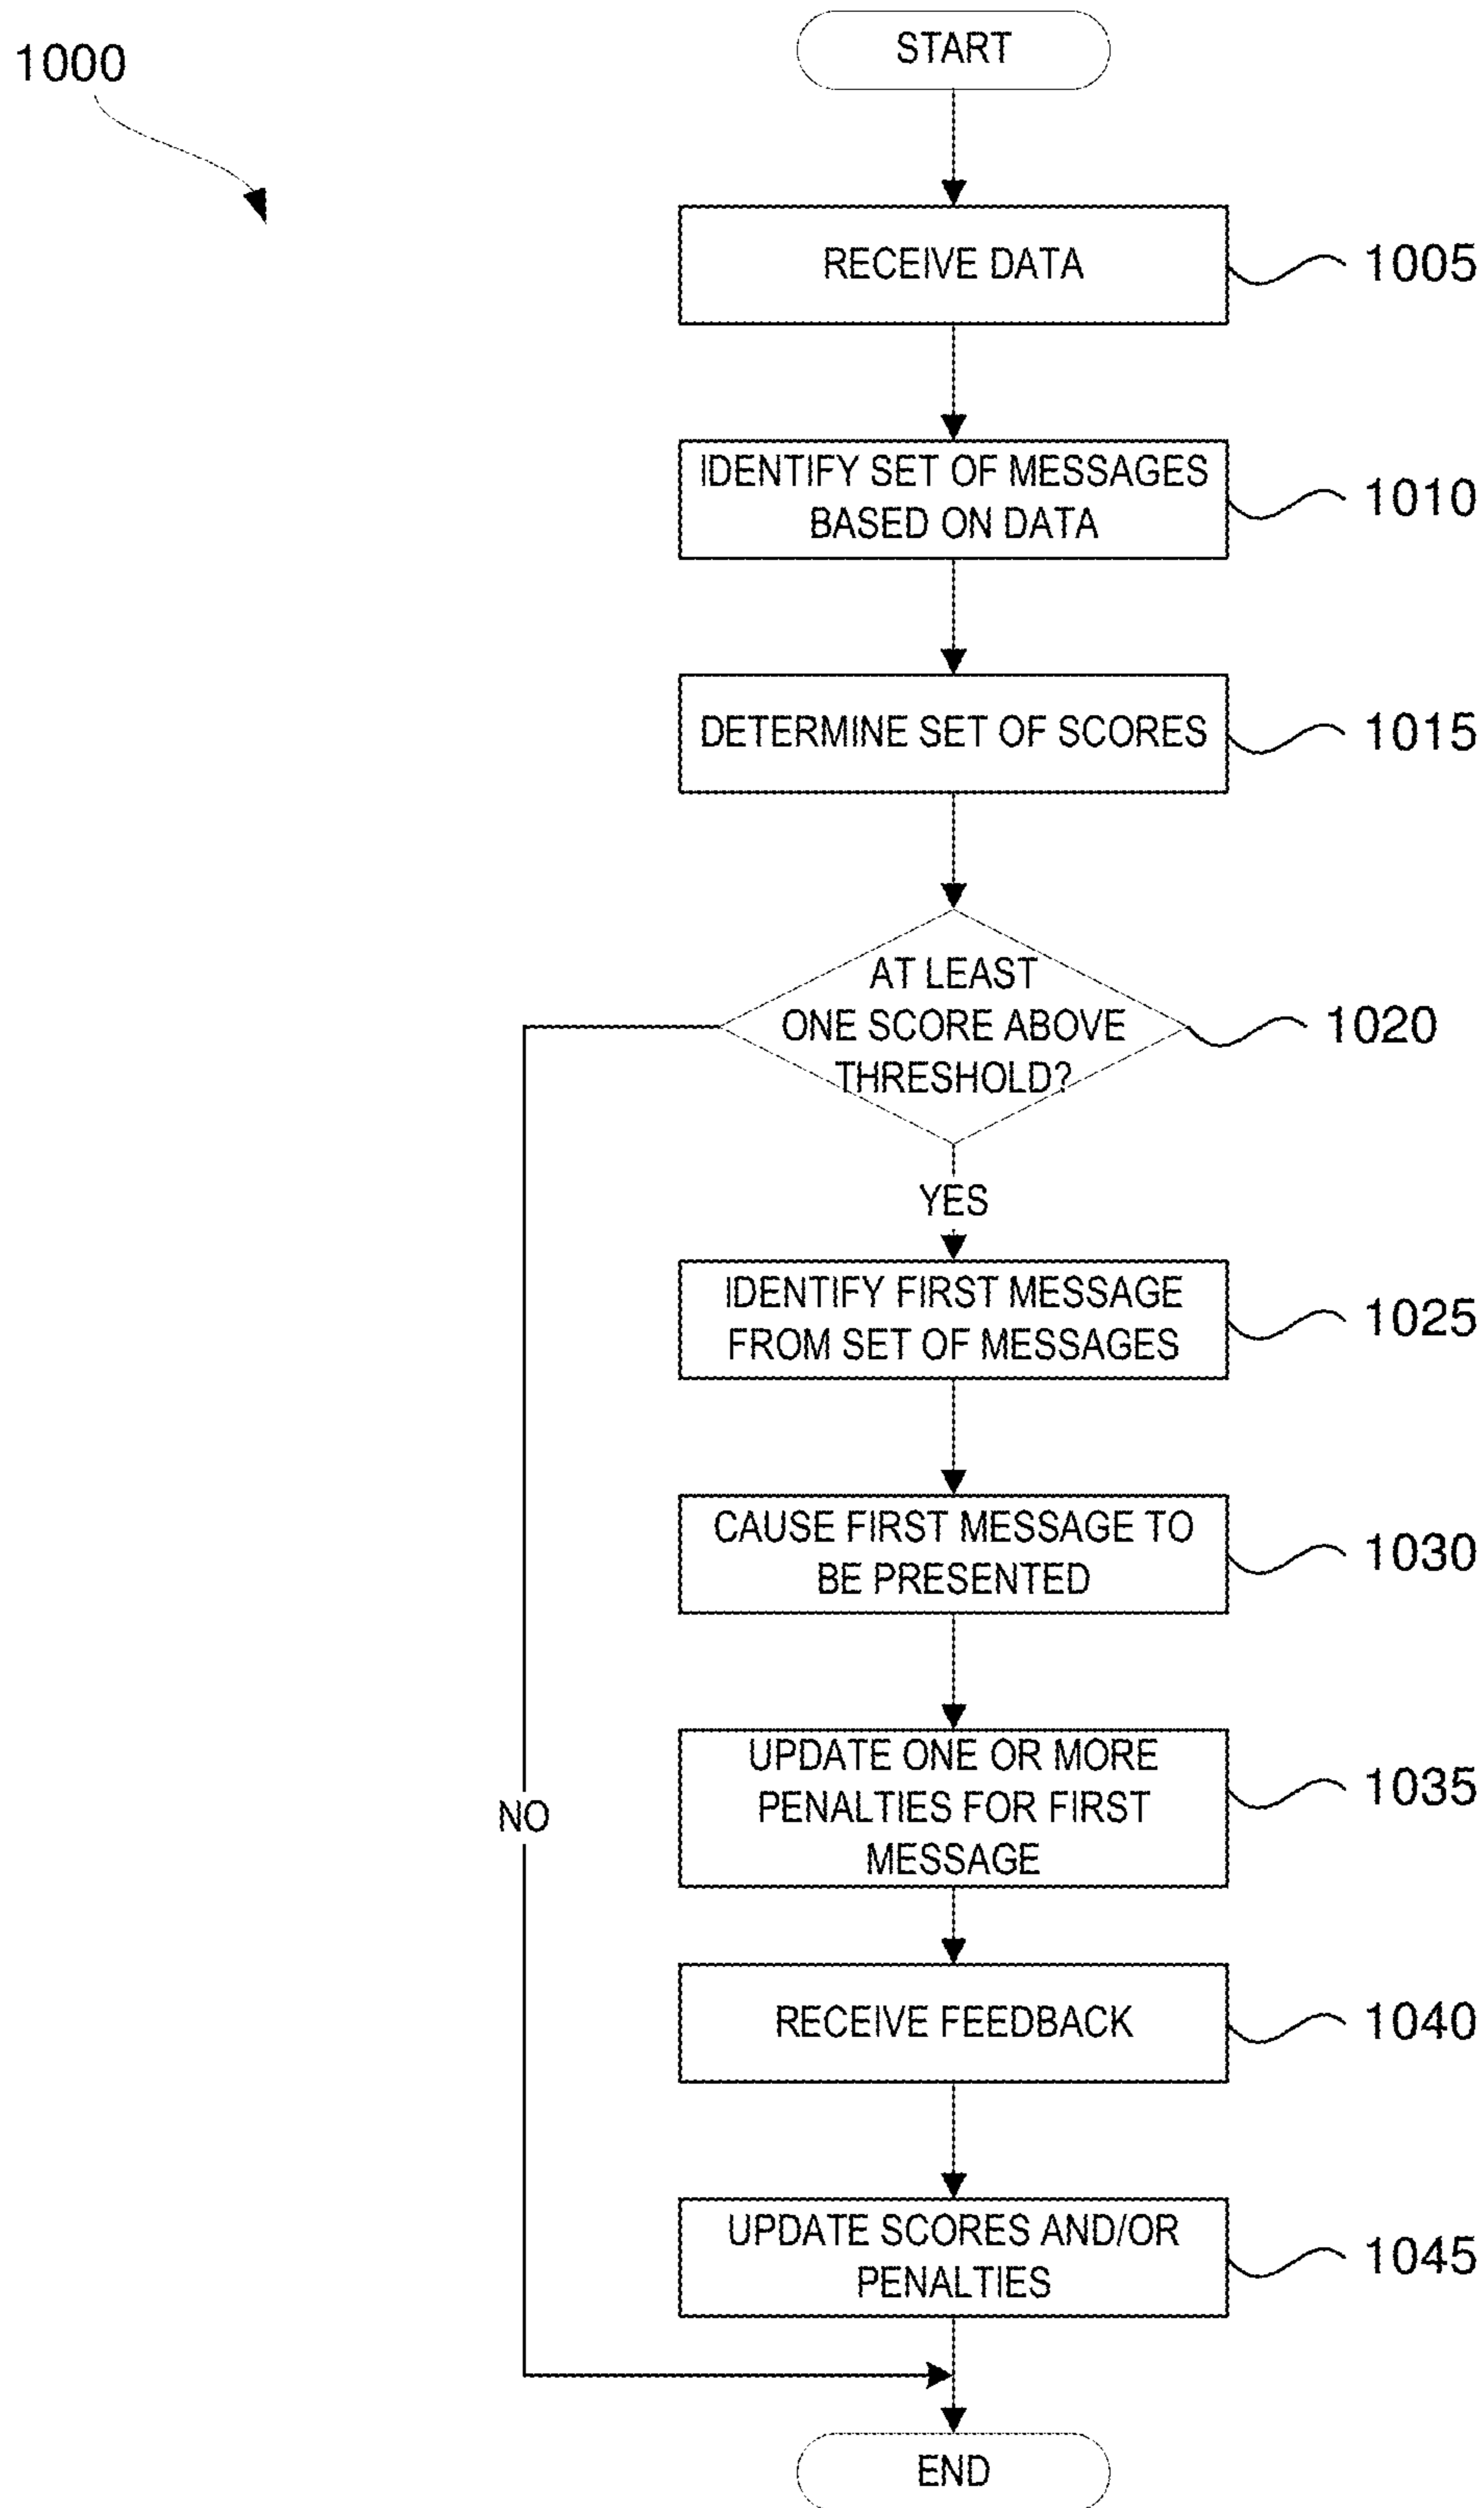 1000
START
RECEIVE DATA
1005
IDENTIFY SET OF MESSAGES
BASED ON DATA
1010
DETERMINE SET OF SCORES
1015
AT LEAST
ONE SCORE ABOVE
THRESHOLD?
1020
YES
IDENTIFY FIRST MESSAGE
FROM SET OF MESSAGES
1025
CAUSE FIRST MESSAGE TO
BE PRESENTED
1030
UPDATE ONE OR MORE
PENALTIES FOR FIRST
MESSAGE
1035
NO
RECEIVE FEEDBACK
1040
UPDATE SCORES AND/OR
PENALTIES
1045
END